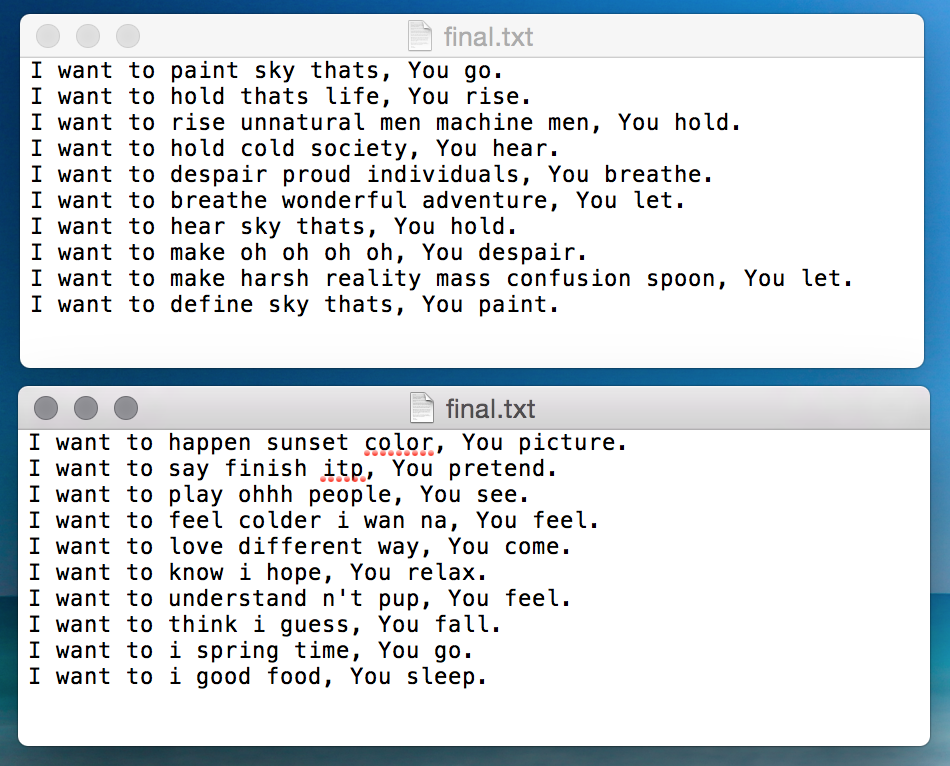 final.txt
I want to paint sky thats, You go.
I want to hold thats life, You rise.
I want to rise unnatural men machine men, You hold.
I want to hold cold society, You hear.
I want to despair proud individuals, You breathe.
I want to breathe wonderful adventure, You let.
I want to hear sky thats, You hold.
I want to make oh oh oh oh, You despair.
I want to make harsh reality mass confusion spoon, You let.
I want to define sky thats, You paint.
final.txt
I want to happen sunset color, You picture.
I want to say finish itp, You pretend.
I want to play ohhh people, You see.
I want to feel colder i wan na, You feel.
I want to love different way, You come.
I want to know i hope, You relax.
I want to understand n't pup, You feel.
I want to think i guess, You fall.
I want to i spring time, You go.
I want to i good food, You sleep.